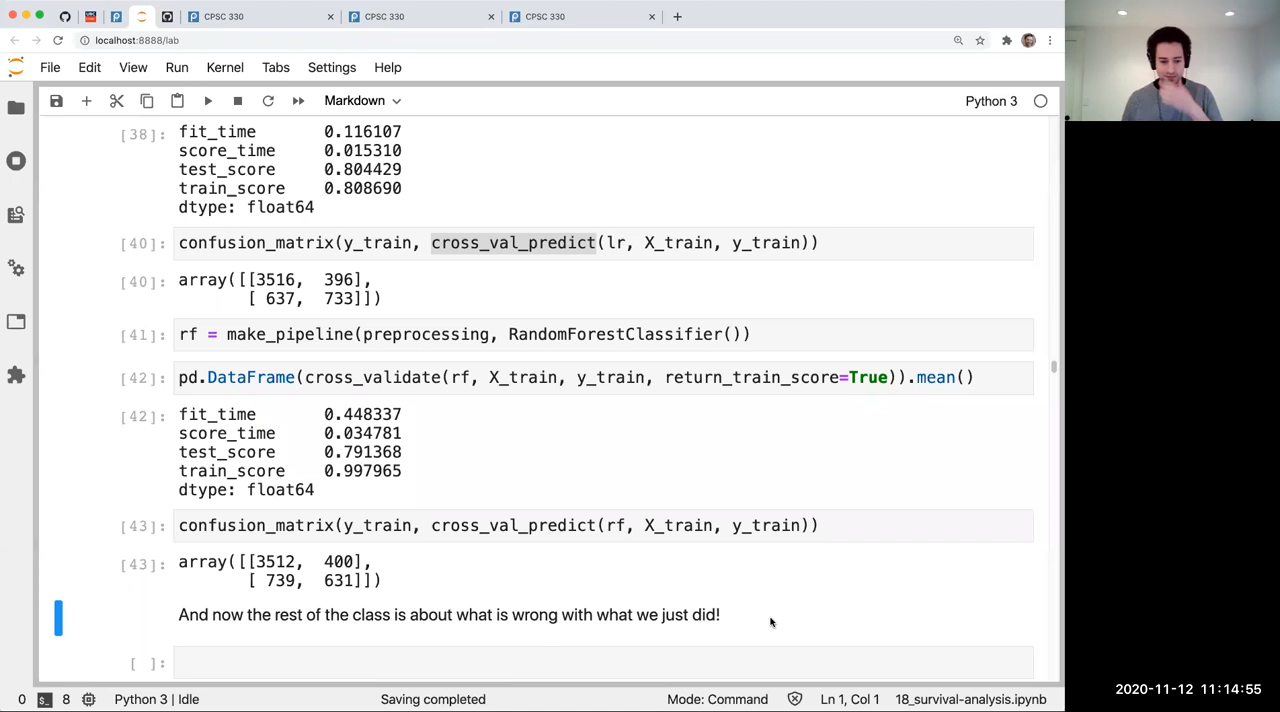 CPSC 330
CPSC 330
CPSC 330
localhost:8888/lab
File Edit View Run Kernel Tabs Settings Help
Markdown
Python 3
[38]:
fit_time 0.116107
score_time 0.015310
test_score 0.804429
train_score 0.808690
dtype: float64
[40]: confusion_matrix(y_train, cross_val_predict(lr, X_train, y_train))
[40]: array([[3516, 396],
[ 637, 733]])
[41]: rf = make_pipeline(preprocessing, RandomForestClassifier())
[42]: pd.DataFrame(cross_validate(rf, X_train, y_train, return_train_score=True)).mean()
[42]: fit_time 0.448337
score_time 0.034781
test_score 0.791368
train_score 0.997965
dtype: float64
[43]: confusion_matrix(y_train, cross_val_predict(rf, X_train, y_train))
[43]: array([[3512, 400],
[ 739, 631]])
And now the rest of the class is about what is wrong with what we just did!
[ ]:
0 8 Python 3 | Idle Saving completed Mode: Command Ln 1, Col 1 18_survival-analysis.ipynb
2020-11-12 11:14:55